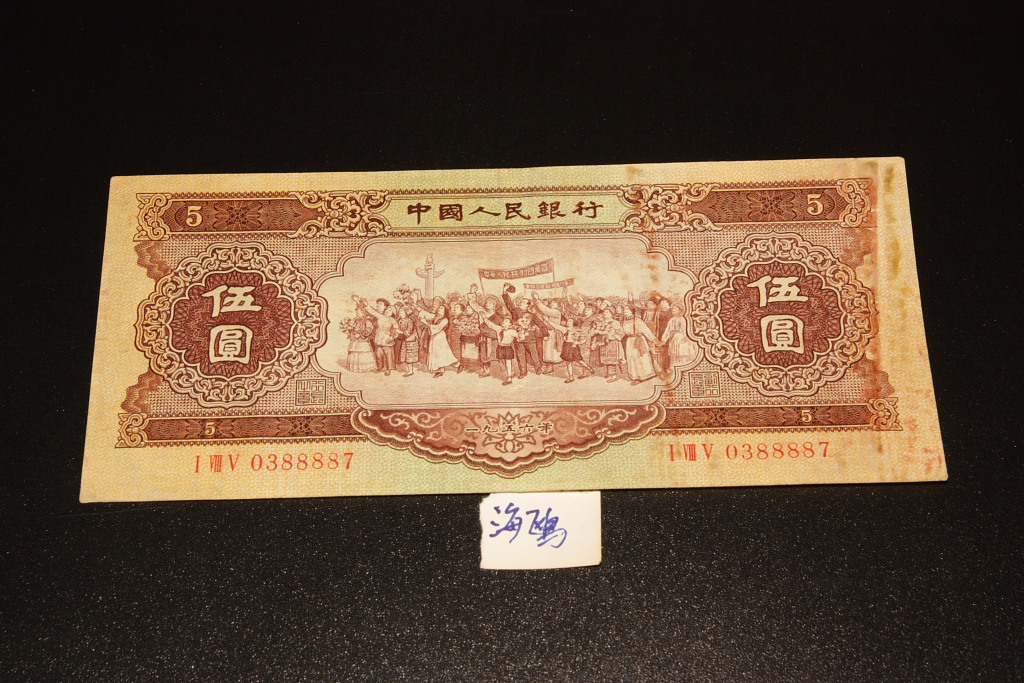 5 中國人民銀行 5
伍圓 伍圓
5 一九五六年 5
I VIII V 0388887 I VIII V 0388887
海鸥